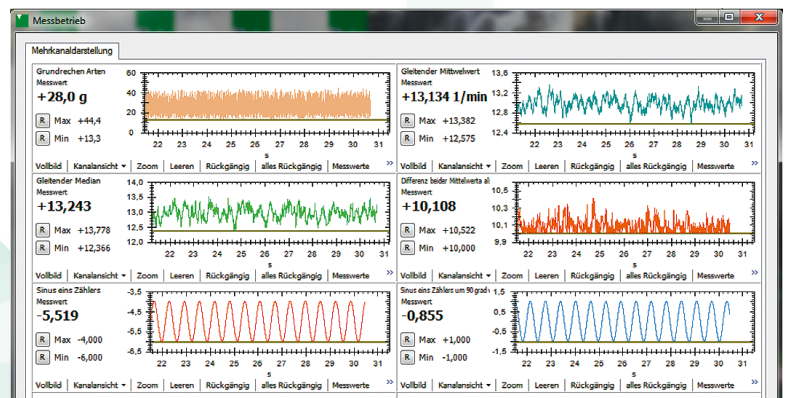 Messbetrieb
Mehrkanaldarstellung
Grundrechen Arten
Messwert
+28,0 g
R Max +44,4
R Min +13,3
60
40
20
0
22 23 24 25 26 27 28 29 30 31
s
Vollbild Kanalansicht Zoom Leeren Rückgängig alles Rückgängig Messwerte »
Gleitender Mittwelwert
Messwert
+13,134 1/min
R Max +13,382
R Min +12,575
13,6
13,2
12,8
12,4
22 23 24 25 26 27 28 29 30 31
s
Vollbild Kanalansicht Zoom Leeren Rückgängig alles Rückgängig Messwerte »
Gleitender Median
Messwert
+13,243
R Max +13,778
R Min +12,366
14,0
13,5
13,0
12,5
12,0
22 23 24 25 26 27 28 29 30 31
s
Vollbild Kanalansicht Zoom Leeren Rückgängig alles Rückgängig Messwerte »
Differenz beider Mittelwerta al
Messwert
+10,108
R Max +10,522
R Min +10,000
10,5
10,3
10,1
9,9
22 23 24 25 26 27 28 29 30 31
s
Vollbild Kanalansicht Zoom Leeren Rückgängig alles Rückgängig Messwerte »
Sinus eins Zählers
Messwert
-5,519
R Max -4,000
R Min -6,000
-3,5
-4,5
-5,5
-6,5
22 23 24 25 26 27 28 29 30 31
s
Vollbild Kanalansicht Zoom Leeren Rückgängig alles Rückgängig Messwerte »
Sinus eins Zählers um 90 grad v
Messwert
-0,855
R Max +1,000
R Min -1,000
1,5
0,5
-0,5
-1,5
22 23 24 25 26 27 28 29 30 31
s
Vollbild Kanalansicht Zoom Leeren Rückgängig alles Rückgängig Messwerte »